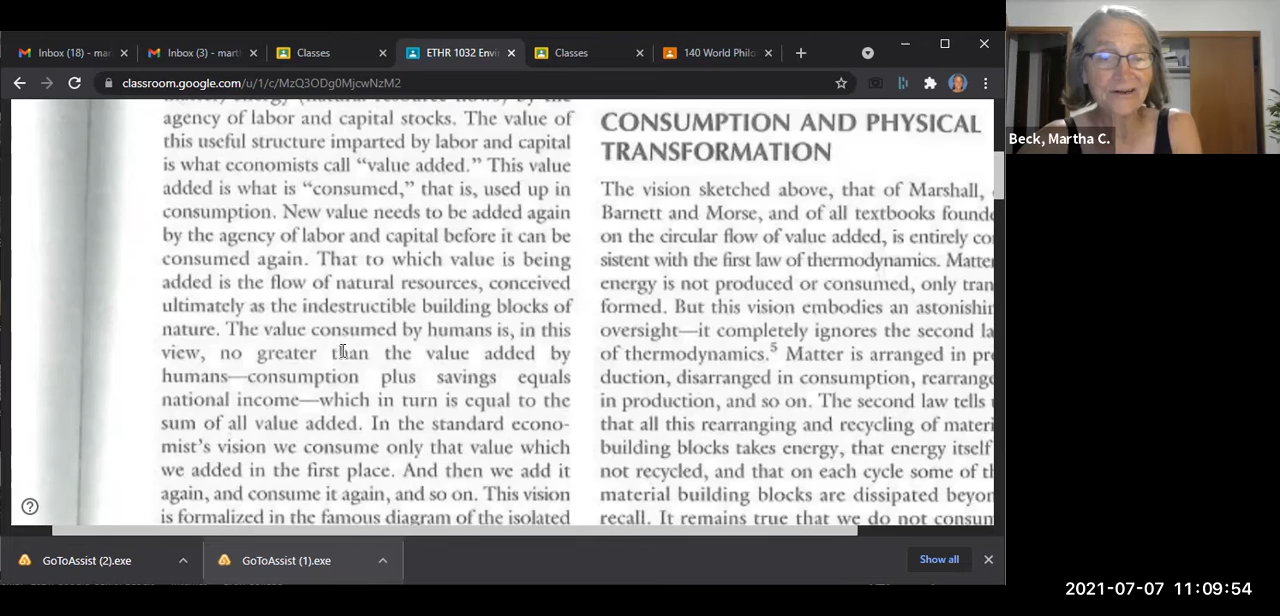 Inbox (18) - mar
Inbox (3) - mart
Classes
ETHR 1032 Envi
Classes
140 World Philo
classroom.google.com/u/1/c/MzQ3ODg0MjcwNzM2
agency of labor and capital stocks. The value of
this useful structure imparted by labor and capital
is what economists call “value added.” This value
added is what is “consumed,” that is, used up in
consumption. New value needs to be added again
by the agency of labor and capital before it can be
consumed again. That to which value is being
added is the flow of natural resources, conceived
ultimately as the indestructible building blocks of
nature. The value consumed by humans is, in this
view, no greater than the value added by
humans—consumption plus savings equals
national income—which in turn is equal to the
sum of all value added. In the standard econo-
mist’s vision we consume only that value which
we added in the first place. And then we add it
again, and consume it again, and so on. This vision
is formalized in the famous diagram of the isolated
CONSUMPTION AND PHYSICAL
TRANSFORMATION
The vision sketched above, that of Marshall,
Barnett and Morse, and of all textbooks founde
on the circular flow of value added, is entirely co
sistent with the first law of thermodynamics. Matter
energy is not produced or consumed, only tran
formed. But this vision embodies an astonishin
oversight—it completely ignores the second la
of thermodynamics.⁵ Matter is arranged in pr
duction, disarranged in consumption, rearrange
in production, and so on. The second law tells
that all this rearranging and recycling of materi
building blocks takes energy, that energy itself
not recycled, and that on each cycle some of th
material building blocks are dissipated beyon
recall. It remains true that we do not consum
GoToAssist (2).exe
GoToAssist (1).exe
Show all
Beck, Martha C.
2021-07-07 11:09:54